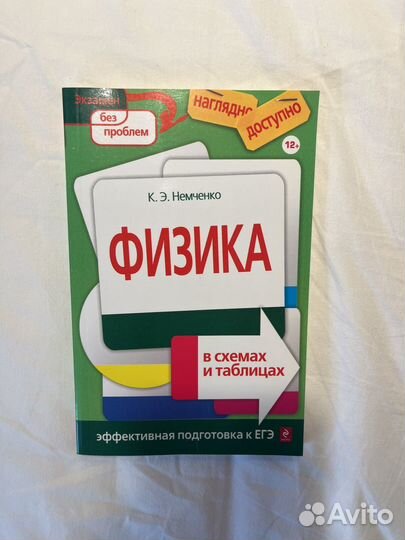 Экзамен
без
проблем
наглядно
доступно
12+
К. Э. Немченко
ФИЗИКА
в схемах
и таблицах
эффективная подготовка к ЕГЭ
Avito